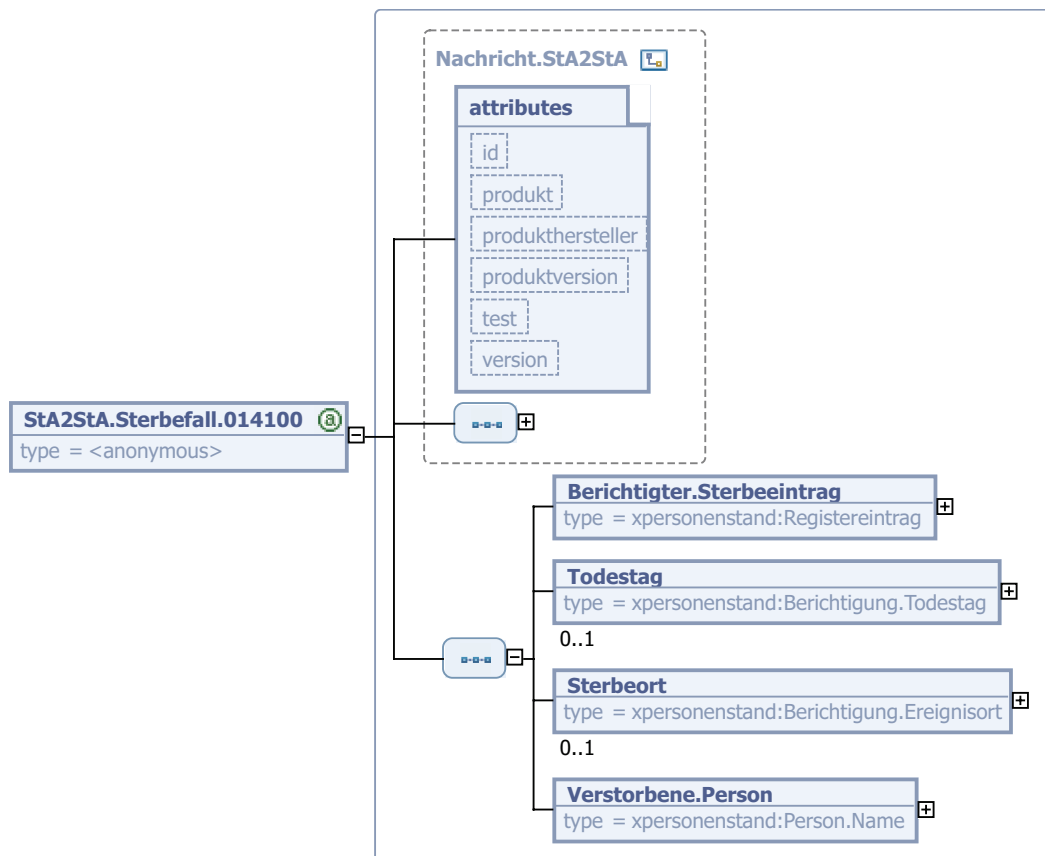 Nachricht.StA2StA
attributes
id
produkt
produkthersteller
produktversion
test
version
StA2StA.Sterbefall.014100
type = <anonymous>
Berichtigter.Sterbeeintrag
type = xpersonenstand:Registereintrag
Todestag
type = xpersonenstand:Berichtigung.Todestag
0..1
Sterbeort
type = xpersonenstand:Berichtigung.Ereignisort
0..1
Verstorbene.Person
type = xpersonenstand:Person.Name